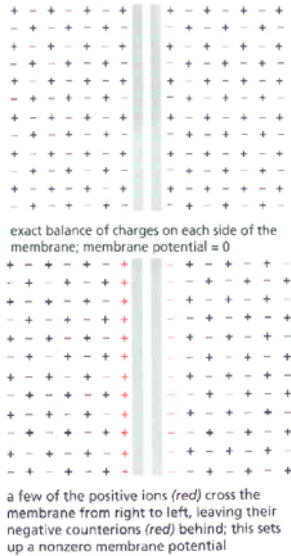 exact balance of charges on each side of the
membrane; membrane potential = 0
a few of the positive ions (red) cross the
membrane from right to left, leaving their
negative counterions (red) behind; this sets
up a nonzero membrane potential